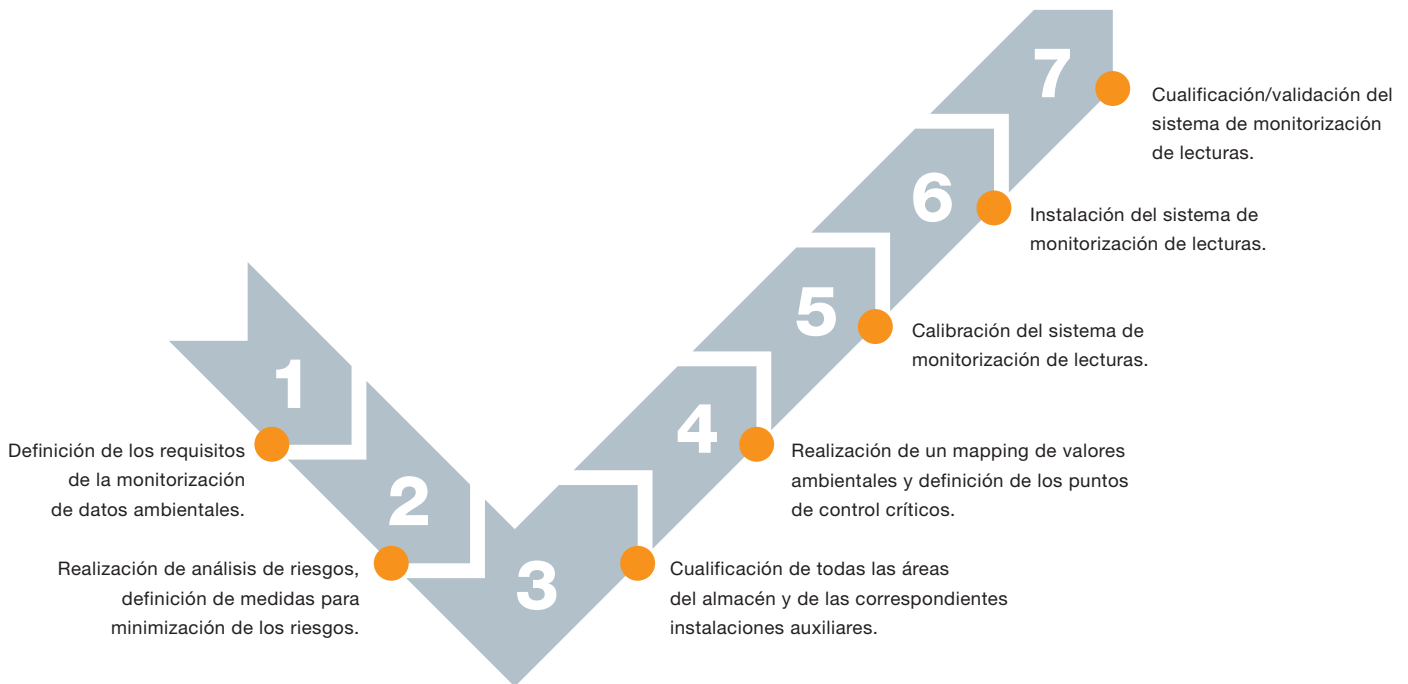 1
Definición de los requisitos
de la monitorización
de datos ambientales.
2
Realización de análisis de riesgos,
definición de medidas para
minimización de los riesgos.
3
Cualificación de todas las áreas
del almacén y de las correspondientes
instalaciones auxiliares.
4
Realización de un mapping de valores
ambientales y definición de los puntos
de control críticos.
5
Calibración del sistema de
monitorización de lecturas.
6
Instalación del sistema de
monitorización de lecturas.
7
Cualificación/validación del
sistema de monitorización
de lecturas.